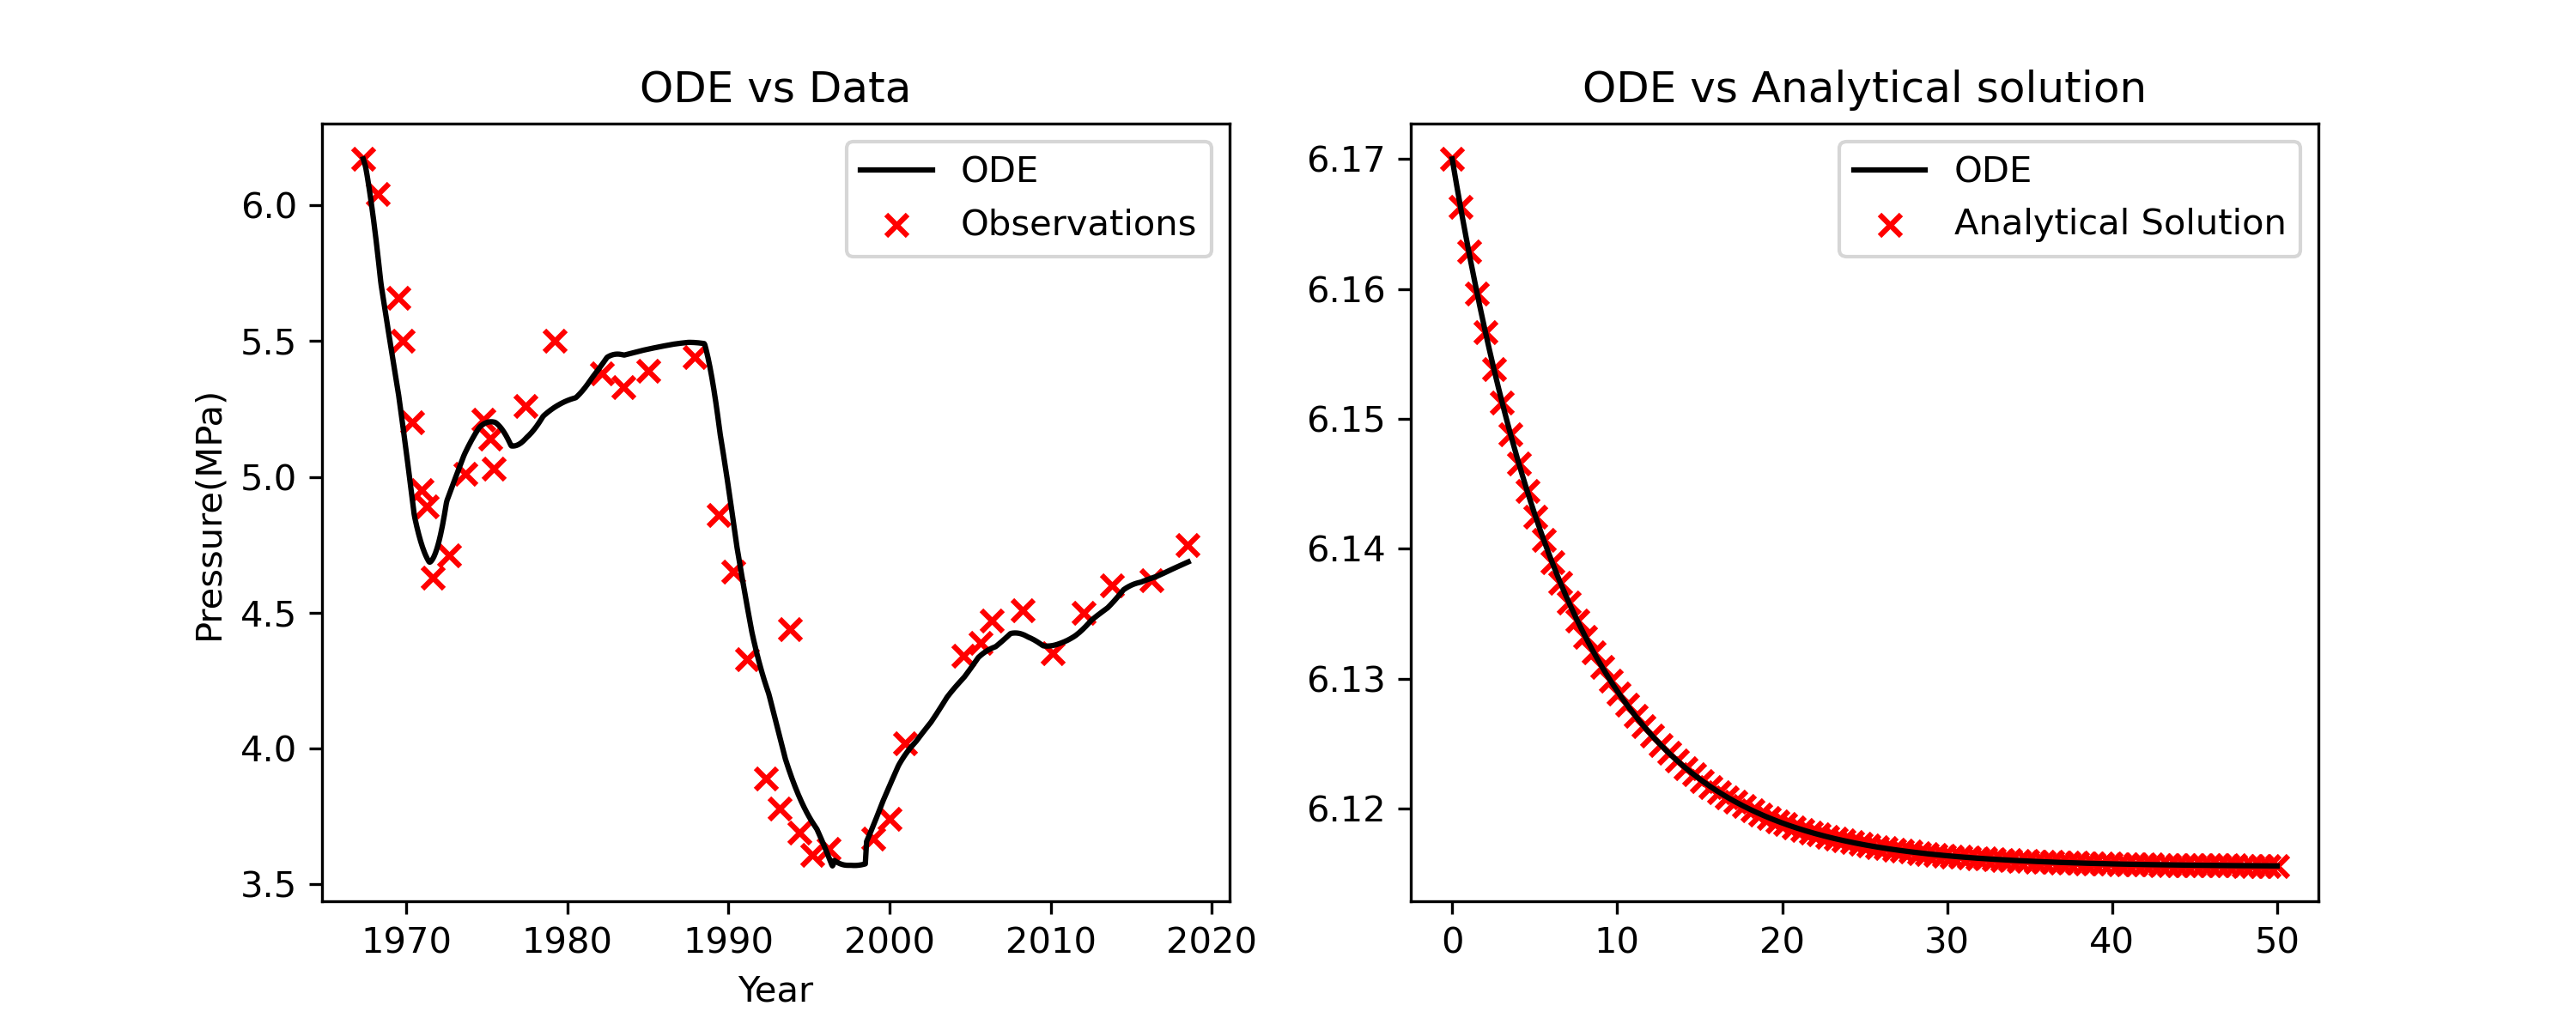 ODE vs Data
ODE
Observations
Pressure(MPa)
6.0
5.5
5.0
4.5
4.0
3.5
1970 1980 1990 2000 2010 2020
Year
ODE vs Analytical solution
ODE
Analytical Solution
6.17
6.16
6.15
6.14
6.13
6.12
0 10 20 30 40 50